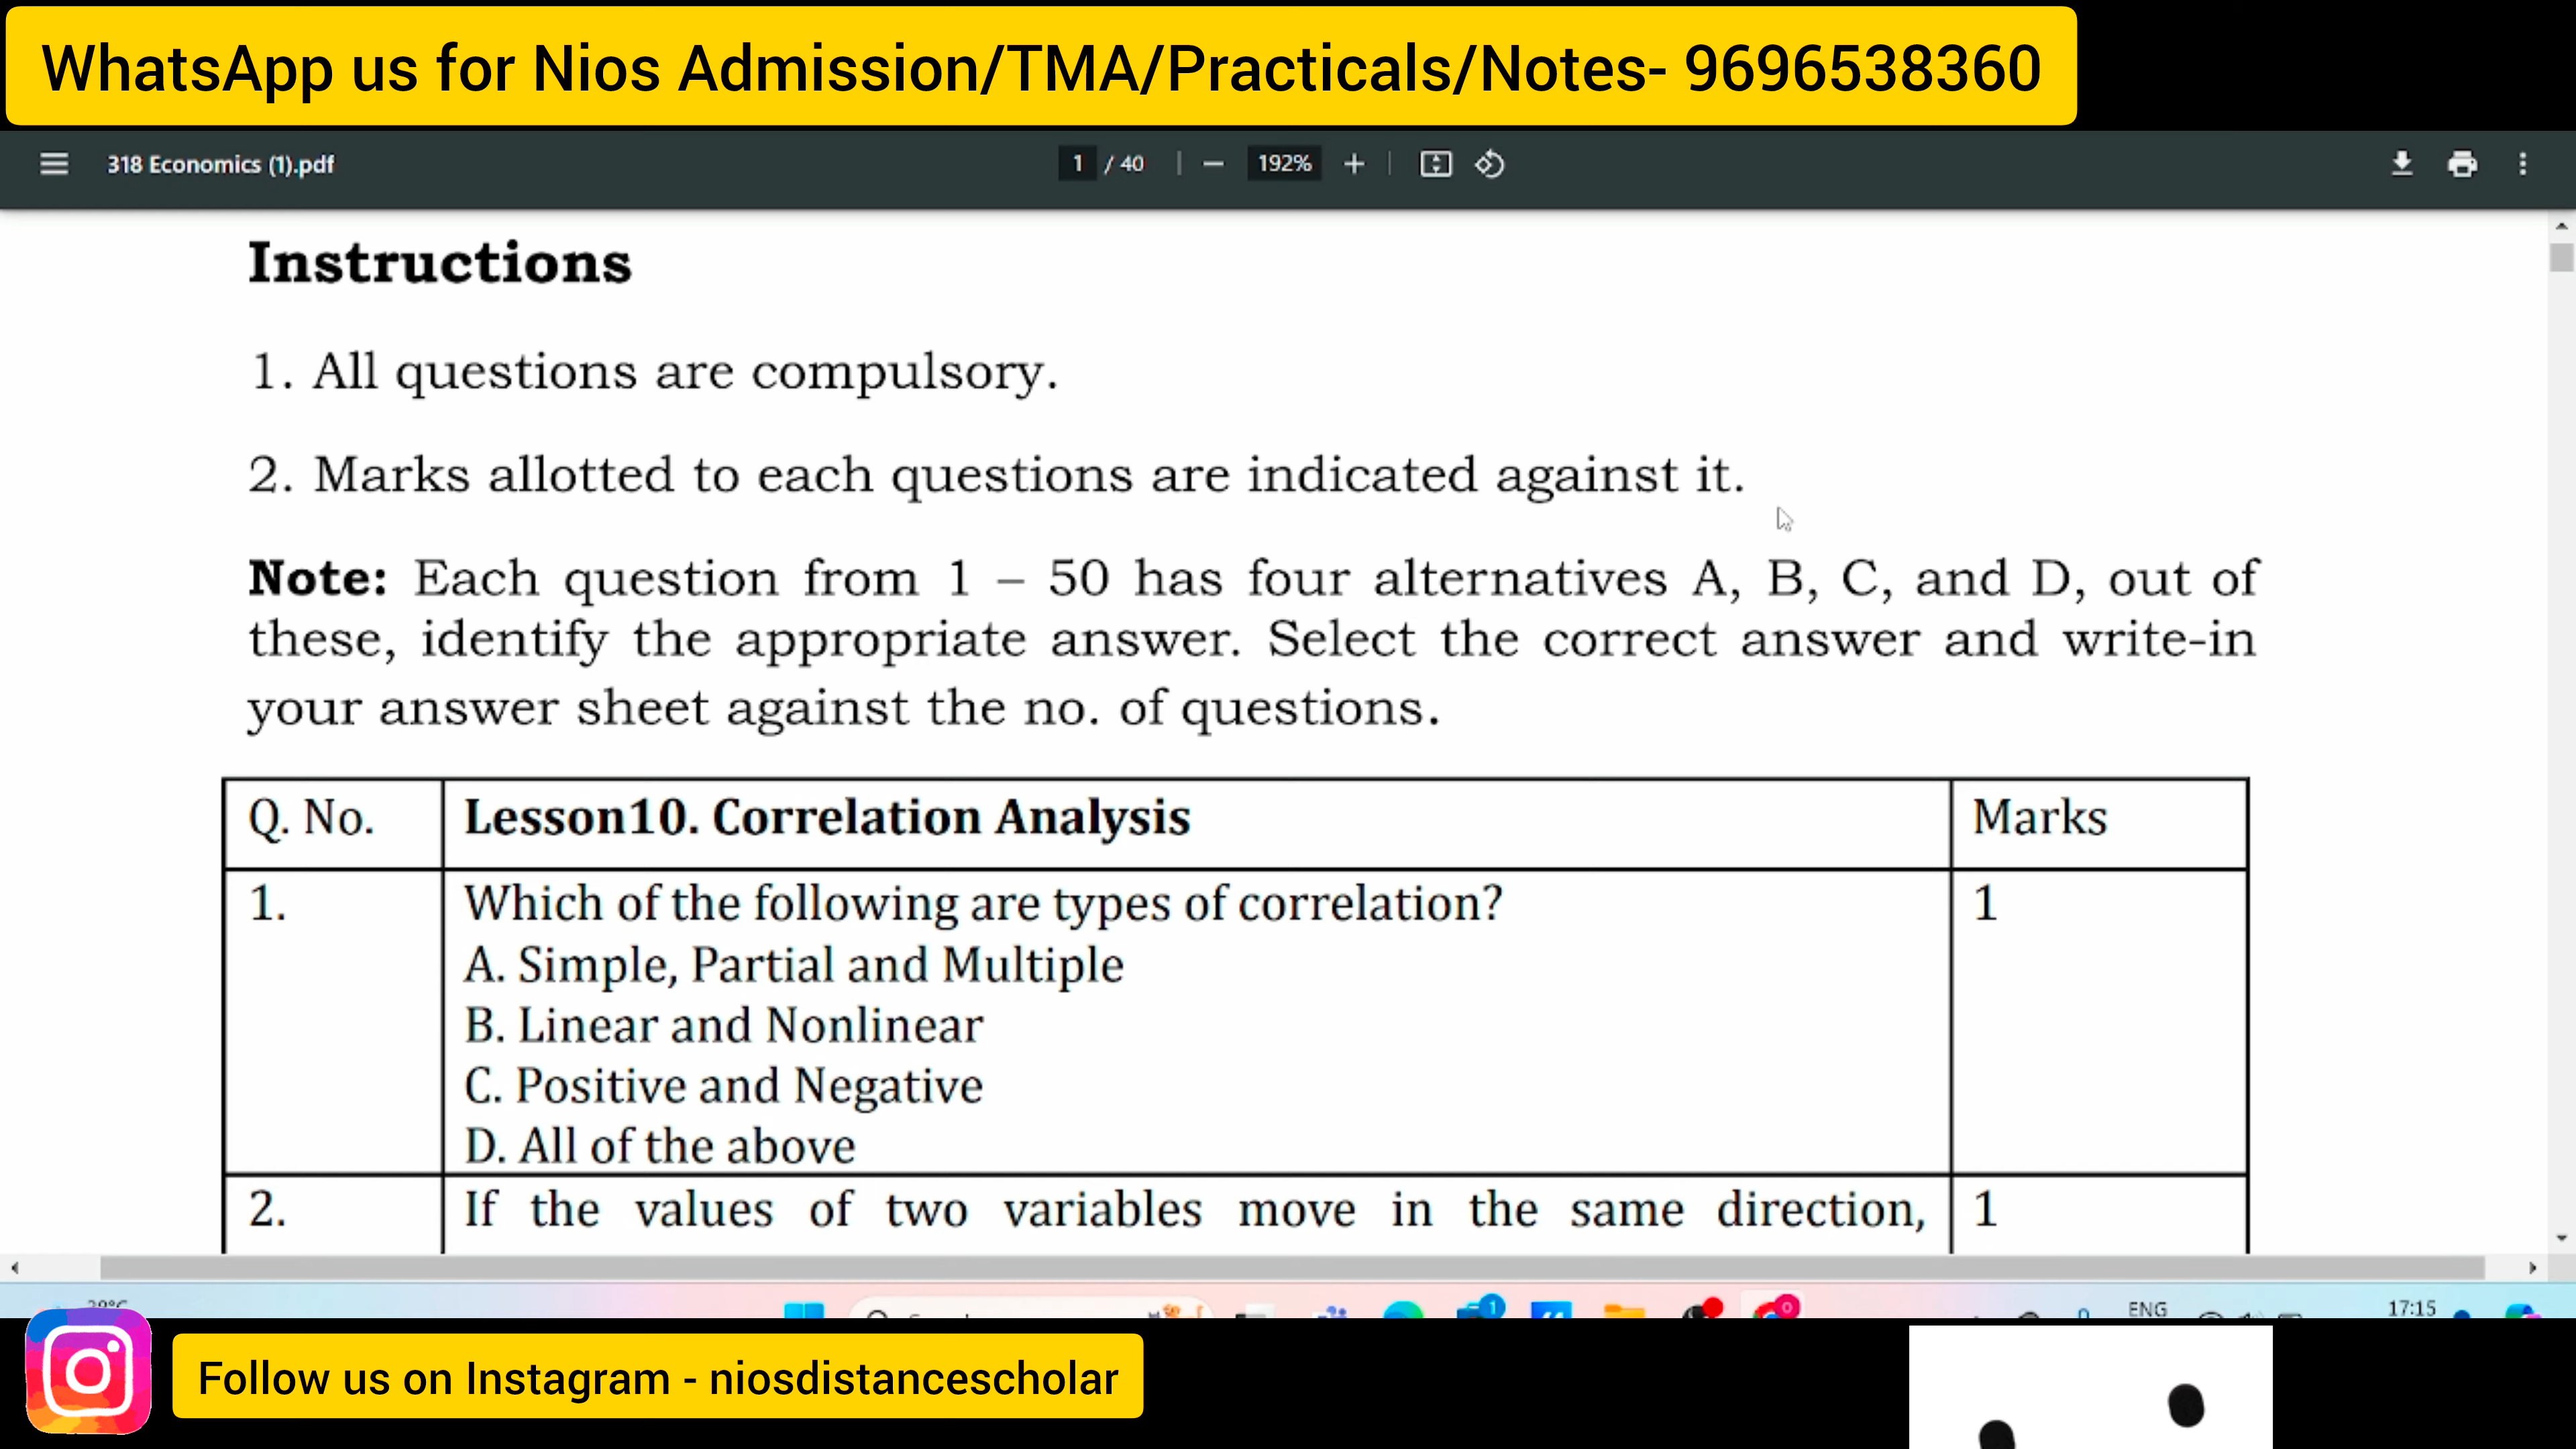 WhatsApp us for Nios Admission/TMA/Practicals/Notes- 9696538360
318 Economics (1).pdf
1 / 40
192%
Instructions
1. All questions are compulsory.
2. Marks allotted to each questions are indicated against it.
Note: Each question from 1 – 50 has four alternatives A, B, C, and D, out of
these, identify the appropriate answer. Select the correct answer and write-in
your answer sheet against the no. of questions.
Q. No. Lesson10. Correlation Analysis Marks
1. Which of the following are types of correlation? 1
A. Simple, Partial and Multiple
B. Linear and Nonlinear
C. Positive and Negative
D. All of the above
2. If the values of two variables move in the same direction, 1
ENG
17:15
Follow us on Instagram - niosdistancescholar